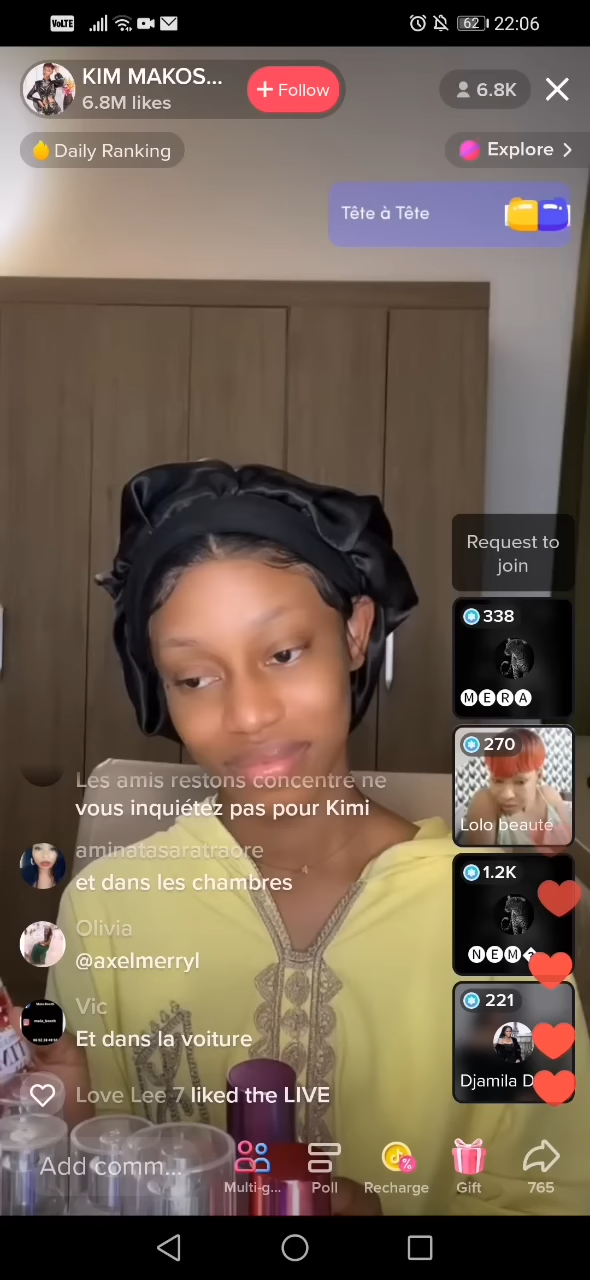 VoLTE
62
22:06
KIM MAKOS...
6.8M likes
+ Follow
6.8K
Daily Ranking
Explore >
Tête à Tête
Request to
join
338
MERA
270
Lolo beauté
1.2K
221
Djamila D
Les amis restons concentré ne
vous inquiétez pas pour Kimi
aminatasaratraore
et dans les chambres
Olivia
@axelmerryl
Vic
Et dans la voiture
Love Lee 7 liked the LIVE
Add comm...
Multi-g...
Poll
Recharge
Gift
765